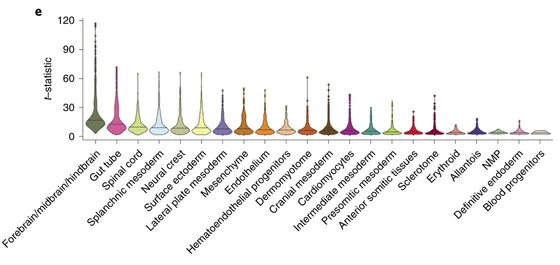 e
120
90
60
30
0
t-statistic
Forebrain/midbrain/hindbrain
Gut tube
Spinal cord
Splanchnic mesoderm
Neural crest
Surface ectoderm
Lateral plate mesoderm
Mesenchyme
Endothelium
Hematoendothelial progenitors
Dermomyotome
Cranial mesoderm
Cardiomyocytes
Intermediate mesoderm
Presomitic mesoderm
Anterior somitic tissues
Sclerotome
Erythroid
Allantois
NMP
Definitive endoderm
Blood progenitors